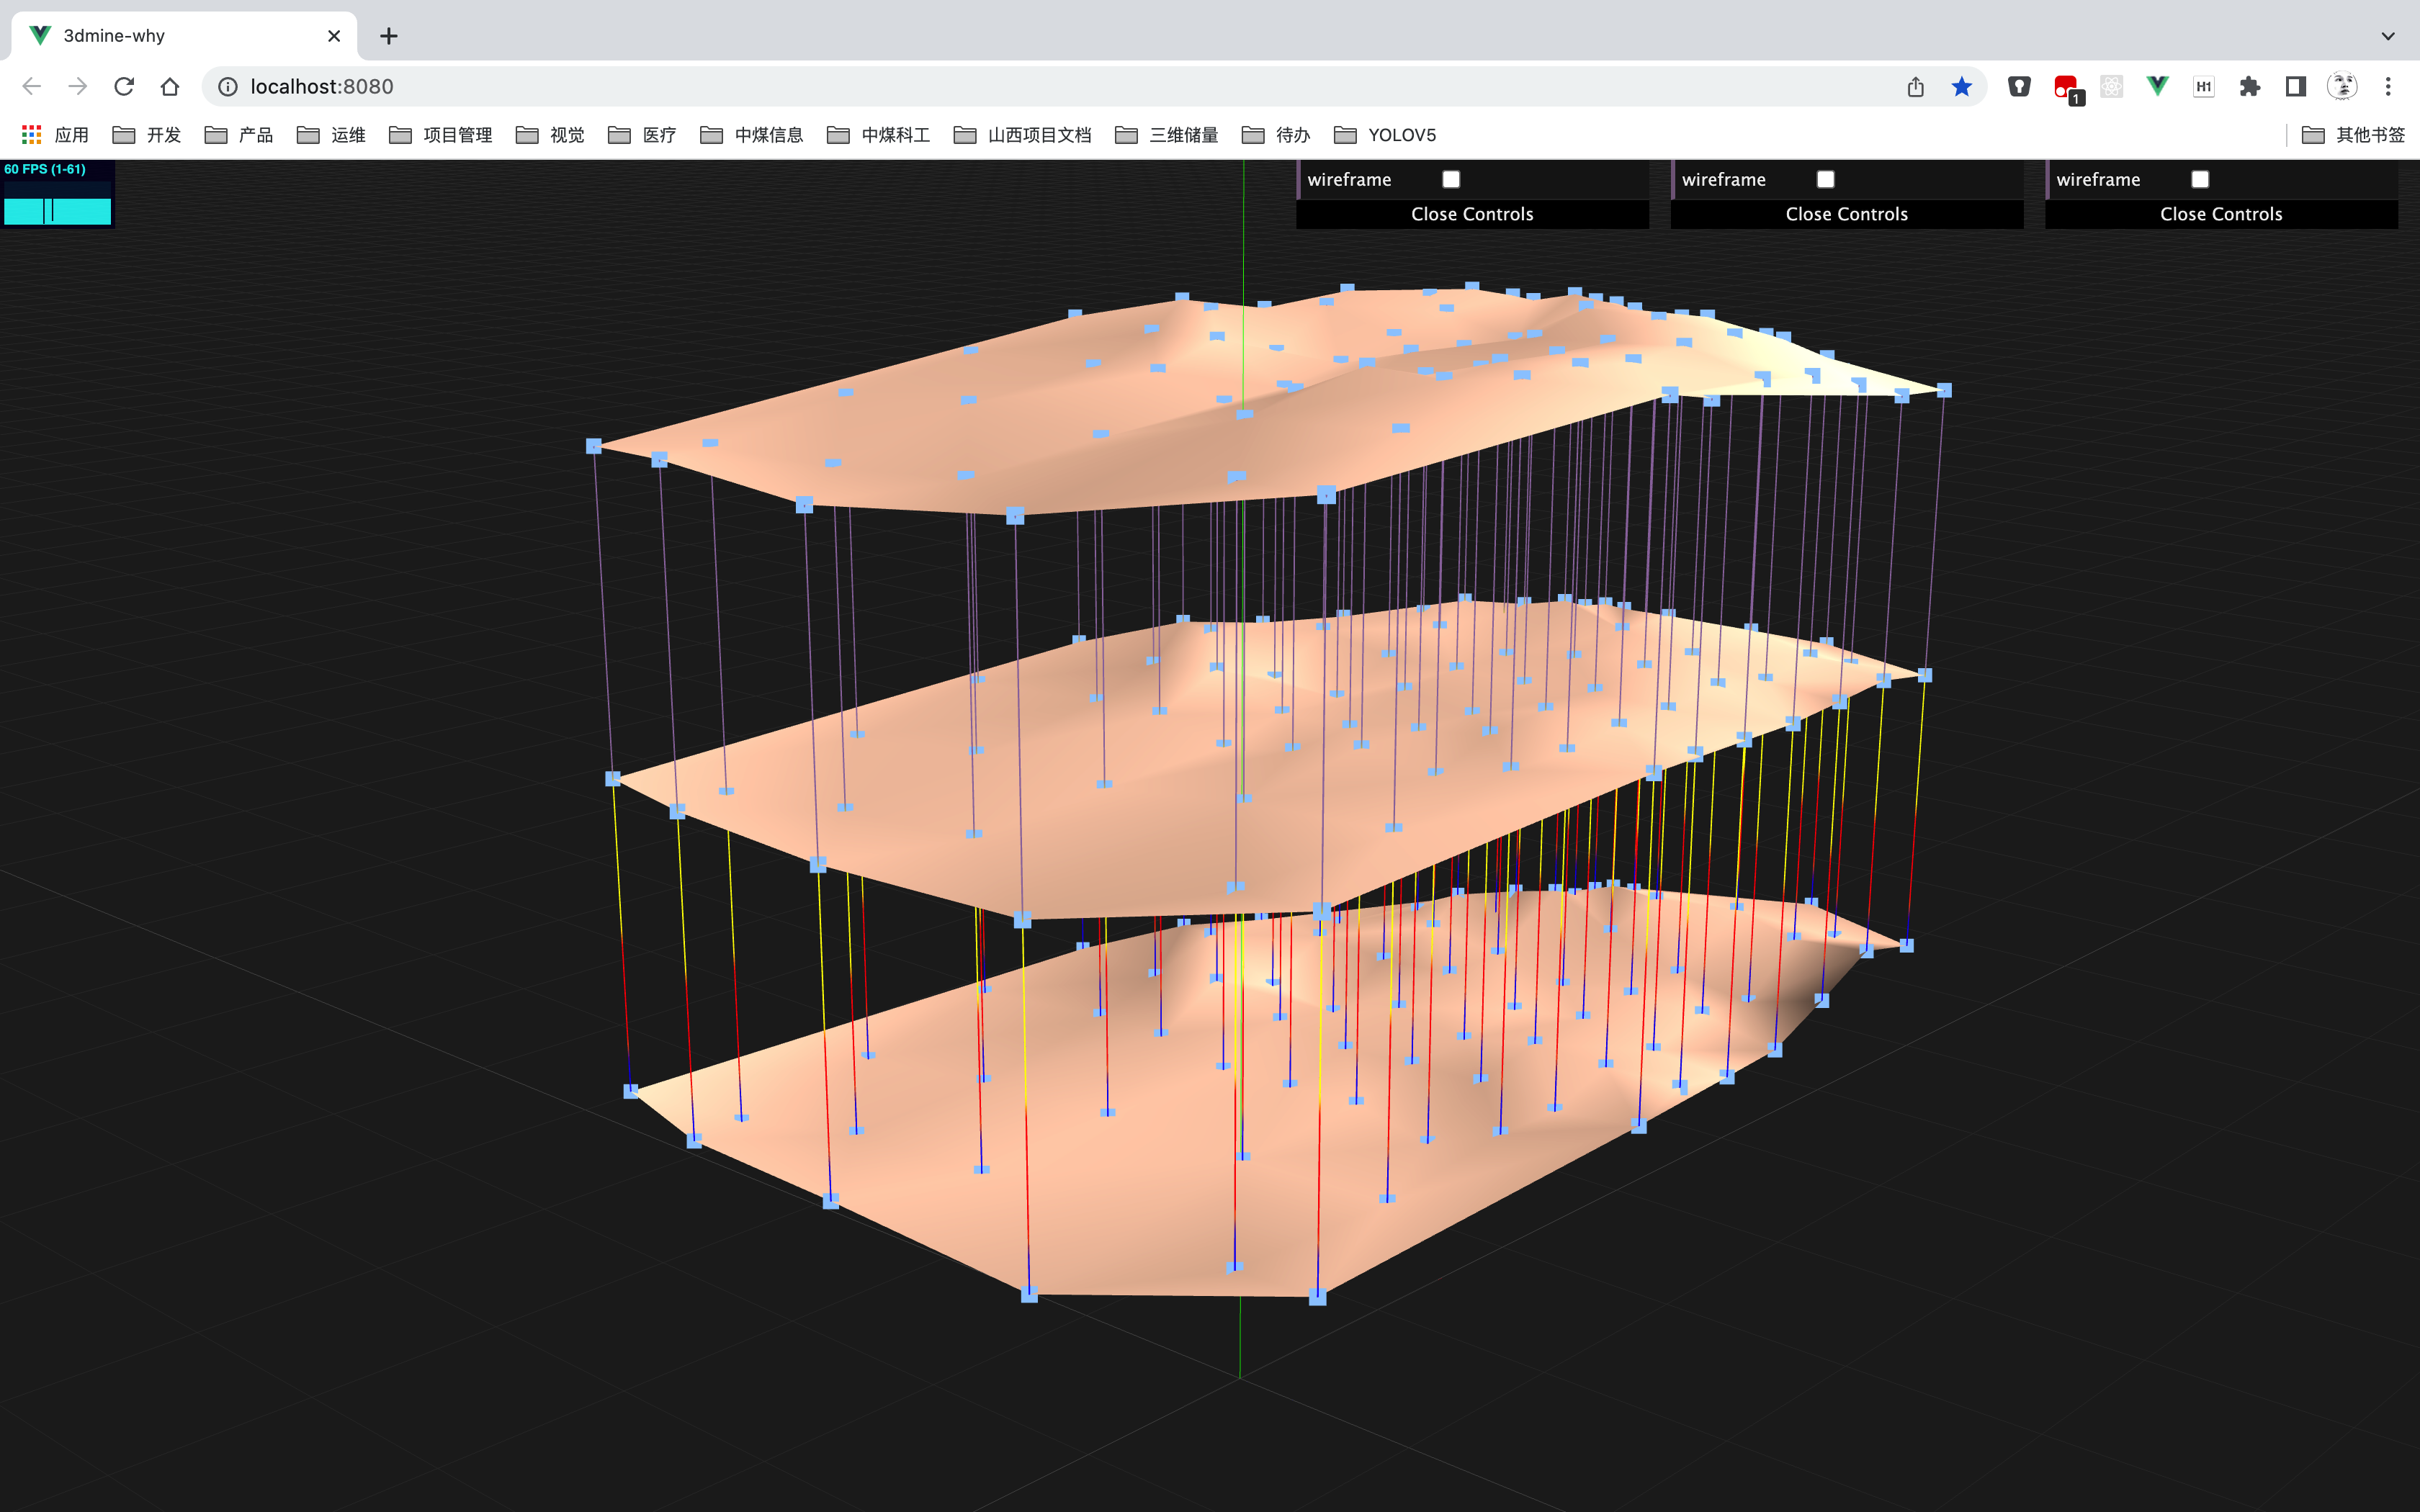 3dmine-why
localhost:8080
1
H1
应用 开发 产品 运维 项目管理 视觉 医疗 中煤信息 中煤科工 山西项目文档 三维储量 待办 YOLOV5 其他书签
60 FPS (1-61)
wireframe wireframe wireframe
Close Controls Close Controls Close Controls